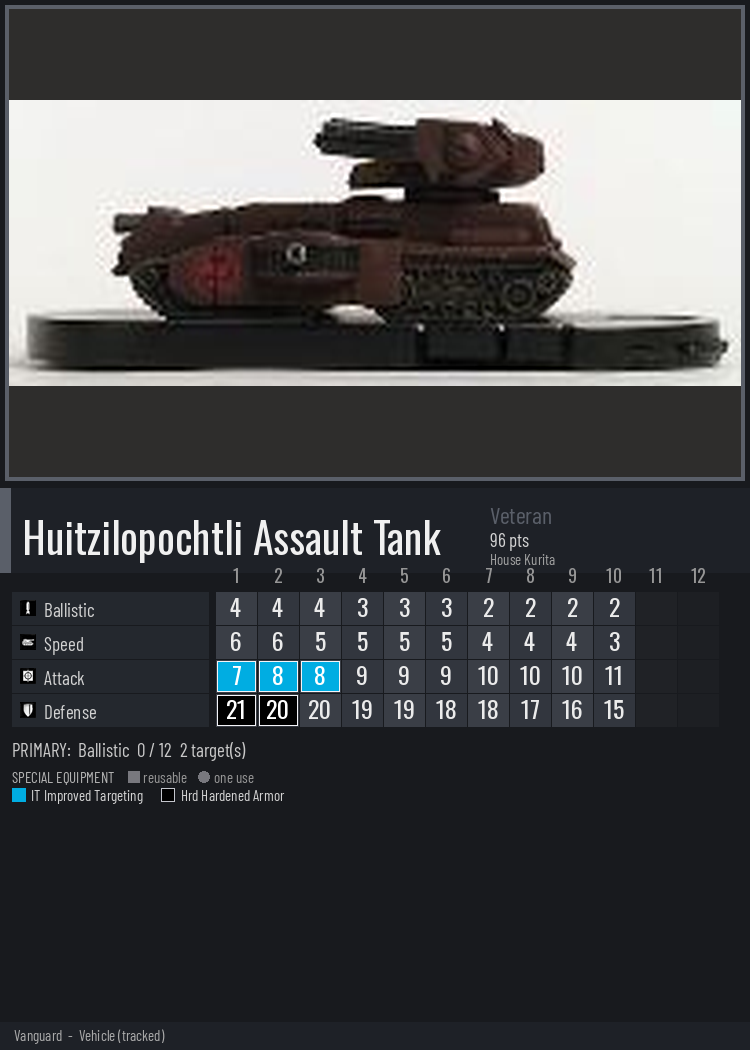 Huitzilopochtli Assault Tank
Veteran
96 pts
House Kurita
1 2 3 4 5 6 7 8 9 10 11 12
Ballistic 4 4 4 3 3 3 2 2 2 2
Speed 6 6 5 5 5 5 4 4 4 3
Attack 7 8 8 9 9 9 10 10 10 11
Defense 21 20 20 19 19 18 18 17 16 15
PRIMARY: Ballistic 0 / 12 2 target(s)
SPECIAL EQUIPMENT reusable one use
IT Improved Targeting Hrd Hardened Armor
Vanguard - Vehicle (tracked)